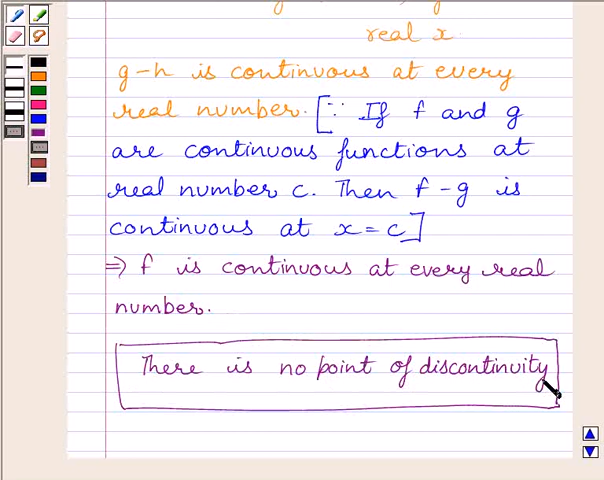 real x
g-h is continuous at every
real number. [∵ If f and g
are continuous functions at
real number c. Then f-g is
continuous at x = c]
⇒ f is continuous at every real
number.
There is no point of discontinuity